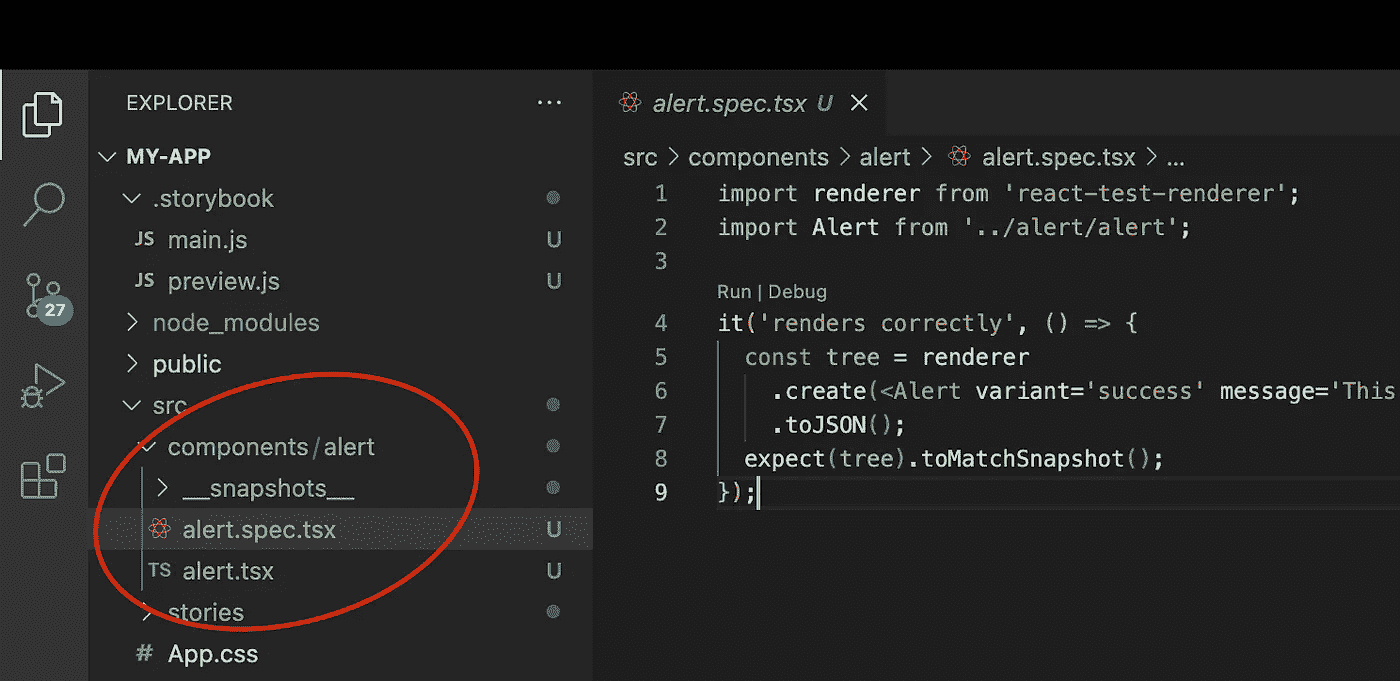 EXPLORER ...
MY-APP
.storybook
JS main.js U
JS preview.js U
node_modules
public
src
components/alert
__snapshots__
alert.spec.tsx U
TS alert.tsx U
stories
# App.css
27
alert.spec.tsx U
src > components > alert > alert.spec.tsx > ...
1 import renderer from 'react-test-renderer';
2 import Alert from '../alert/alert';
3
Run | Debug
4 it('renders correctly', () => {
5 const tree = renderer
6 .create(<Alert variant='success' message='This
7 .toJSON();
8 expect(tree).toMatchSnapshot();
9 });